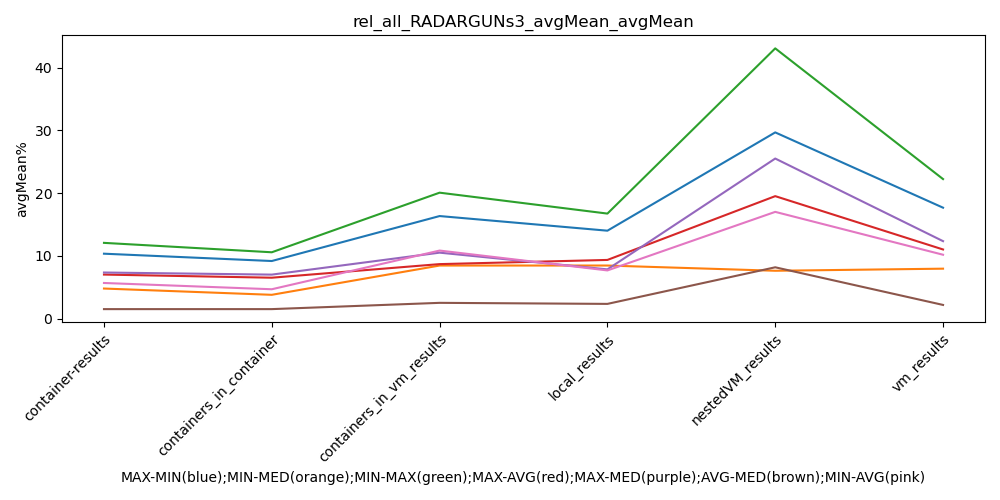 rel_all_RADARGUNs3_avgMean_avgMean
avgMean%
40
30
20
10
0
container-results
containers_in_container
containers_in_vm_results
local_results
nestedVM_results
vm_results
MAX-MIN(blue);MIN-MED(orange);MIN-MAX(green);MAX-AVG(red);MAX-MED(purple);AVG-MED(brown);MIN-AVG(pink)